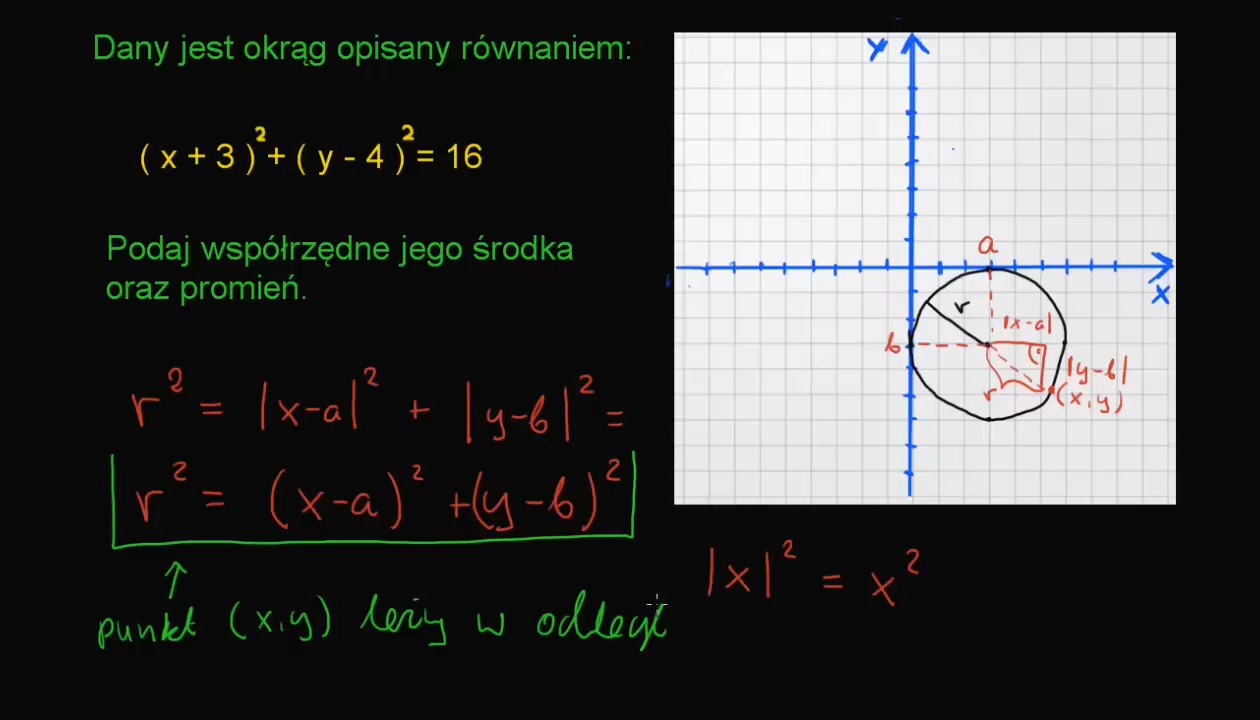 Dany jest okrąg opisany równaniem:
( x + 3 )²+ ( y - 4 )²= 16
Podaj współrzędne jego środka
oraz promień.
r² = |x-a|² + |y-b|² =
r² = (x-a)² +(y-b)²
↑
punkt (x,y) leży w odległ
y
a
x
r
|x-a|
b
|y-b|
r
(x,y)
|x|² = x²